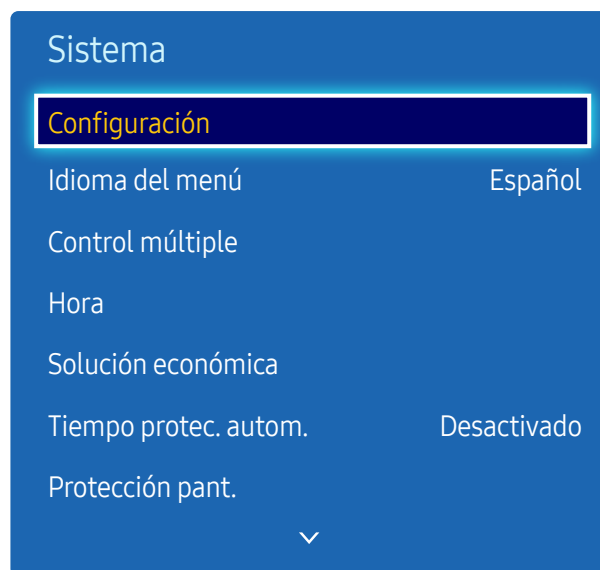 Sistema
Configuración
Idioma del menú Español
Control múltiple
Hora
Solución económica
Tiempo protec. autom. Desactivado
Protección pant.